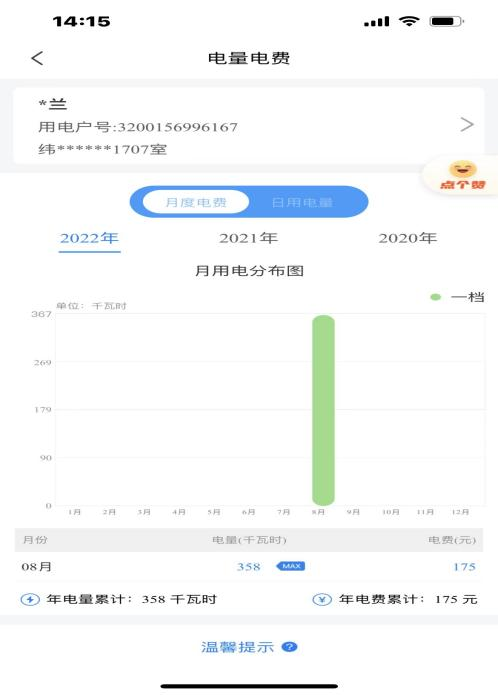 14:15
电量电费
*兰
用电户号:3200156996167
纬******1707室
点个赞
月度电费 日用电量
2022年 2021年 2020年
月用电分布图
一档
单位：千瓦时
367
269
179
90
0
1月 2月 3月 4月 5月 6月 7月 8月 9月 10月 11月 12月
月份 电量(千瓦时) 电费(元)
08月 358 MAX 175
年电量累计：358 千瓦时 ¥ 年电费累计：175 元
温馨提示 ?